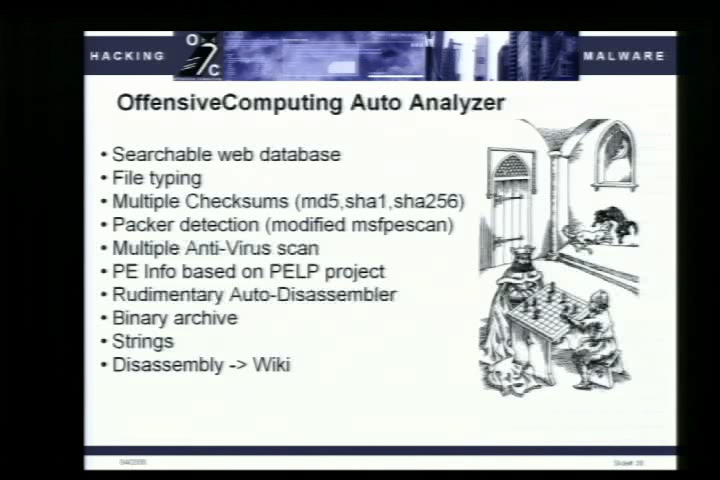 HACKING
O
C
MALWARE
OffensiveComputing Auto Analyzer
• Searchable web database
• File typing
• Multiple Checksums (md5,sha1,sha256)
• Packer detection (modified msfpescan)
• Multiple Anti-Virus scan
• PE Info based on PELP project
• Rudimentary Auto-Disassembler
• Binary archive
• Strings
• Disassembly -> Wiki